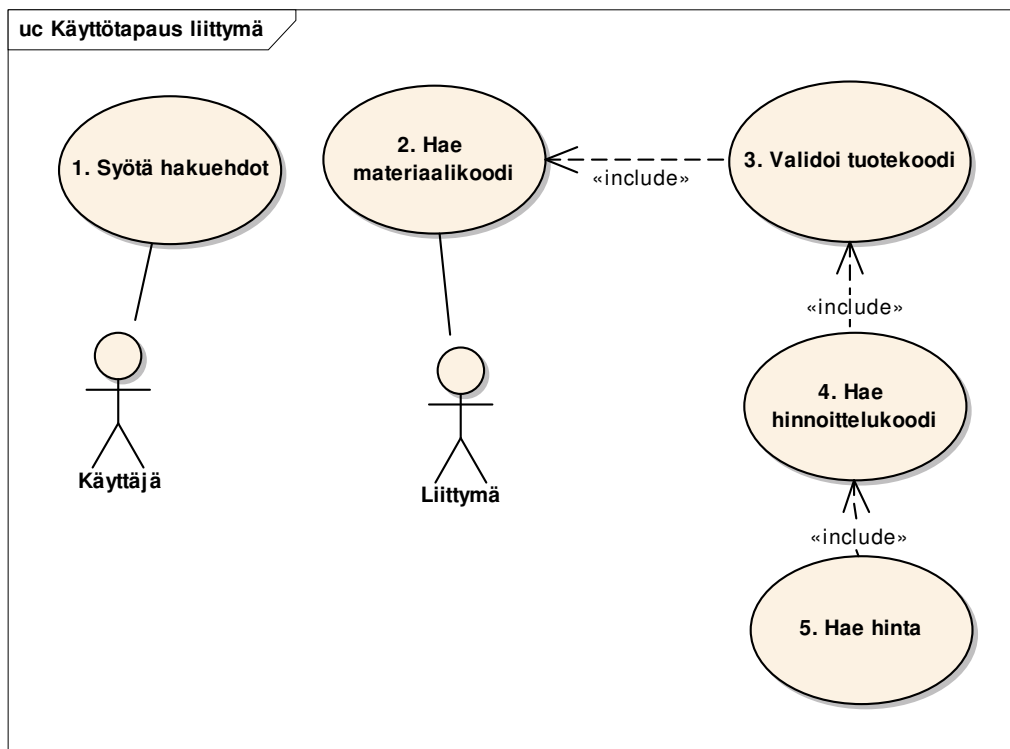 uc Käyttötapaus liittymä
1. Syötä hakuehdot
2. Hae
materiaalikoodi
«include»
3. Validoi tuotekoodi
«include»
4. Hae
hinnoittelukoodi
Käyttäjä
Liittymä
«include»
5. Hae hinta